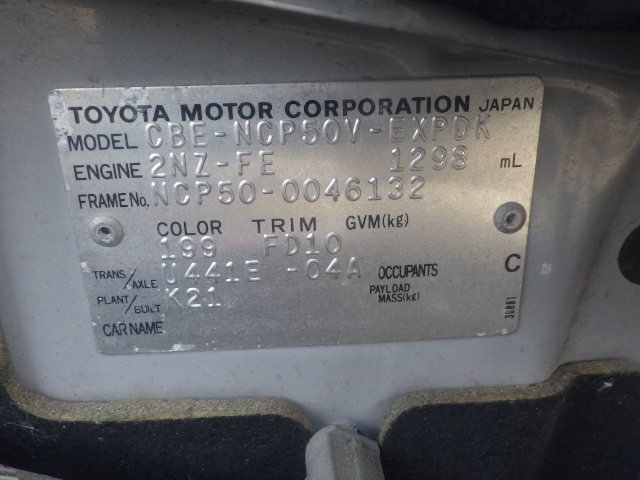 TOYOTA MOTOR CORPORATION JAPAN
MODEL CBE-NCP50V-EXPDK
ENGINE 2NZ-FE 1298 mL
FRAME No. NCP50-0046132
COLOR TRIM GVM(kg)
199 FD10
TRANS/AXLE U441E -04A OCCUPANTS C
PLANT/BUILT K21 PAYLOAD MASS(kg)
CAR NAME
30881